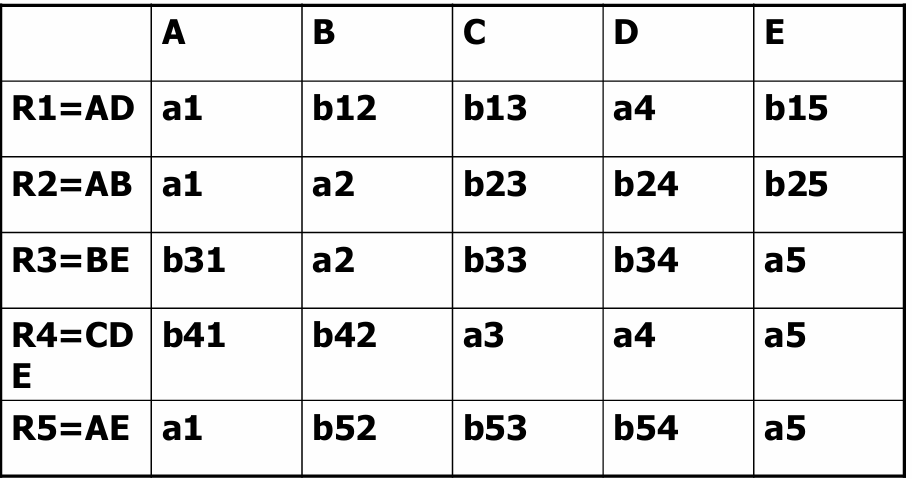 A B C D E
R1=AD a1 b12 b13 a4 b15
R2=AB a1 a2 b23 b24 b25
R3=BE b31 a2 b33 b34 a5
R4=CD b41 b42 a3 a4 a5
E
R5=AE a1 b52 b53 b54 a5